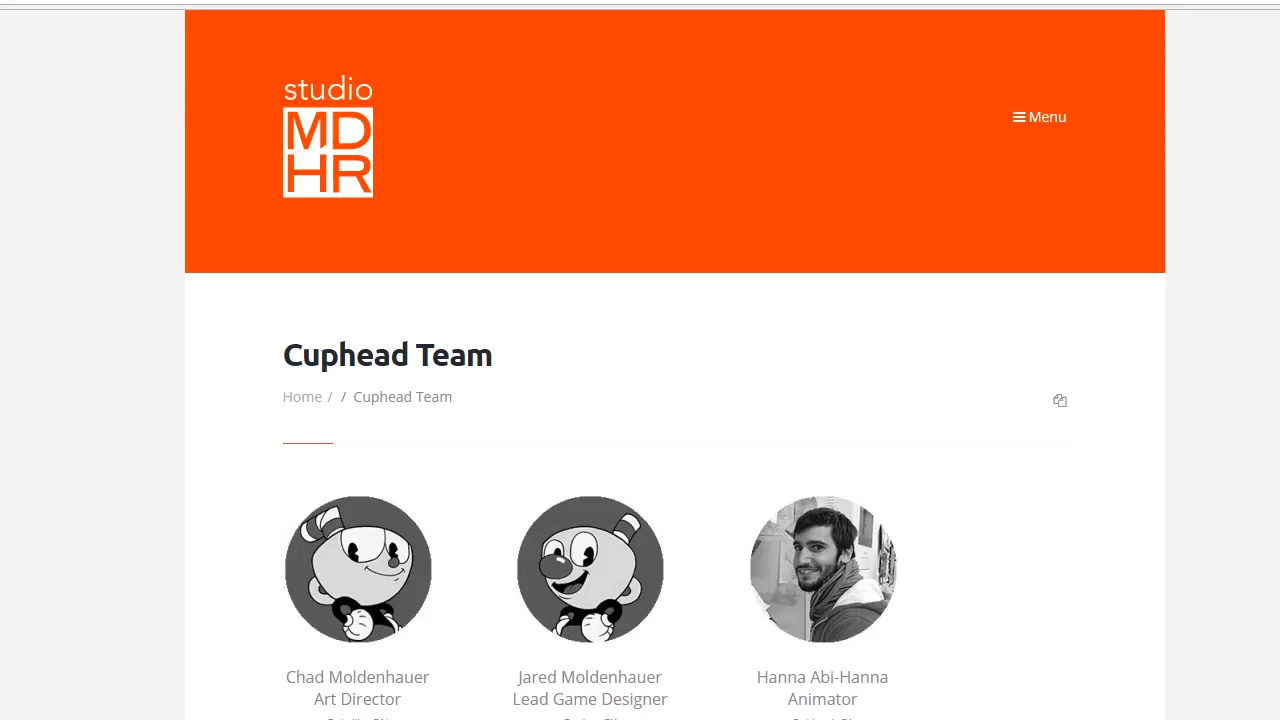 studio
MD
HR
Menu
Cuphead Team
Home / / Cuphead Team
Chad Moldenhauer
Art Director
Jared Moldenhauer
Lead Game Designer
Hanna Abi-Hanna
Animator